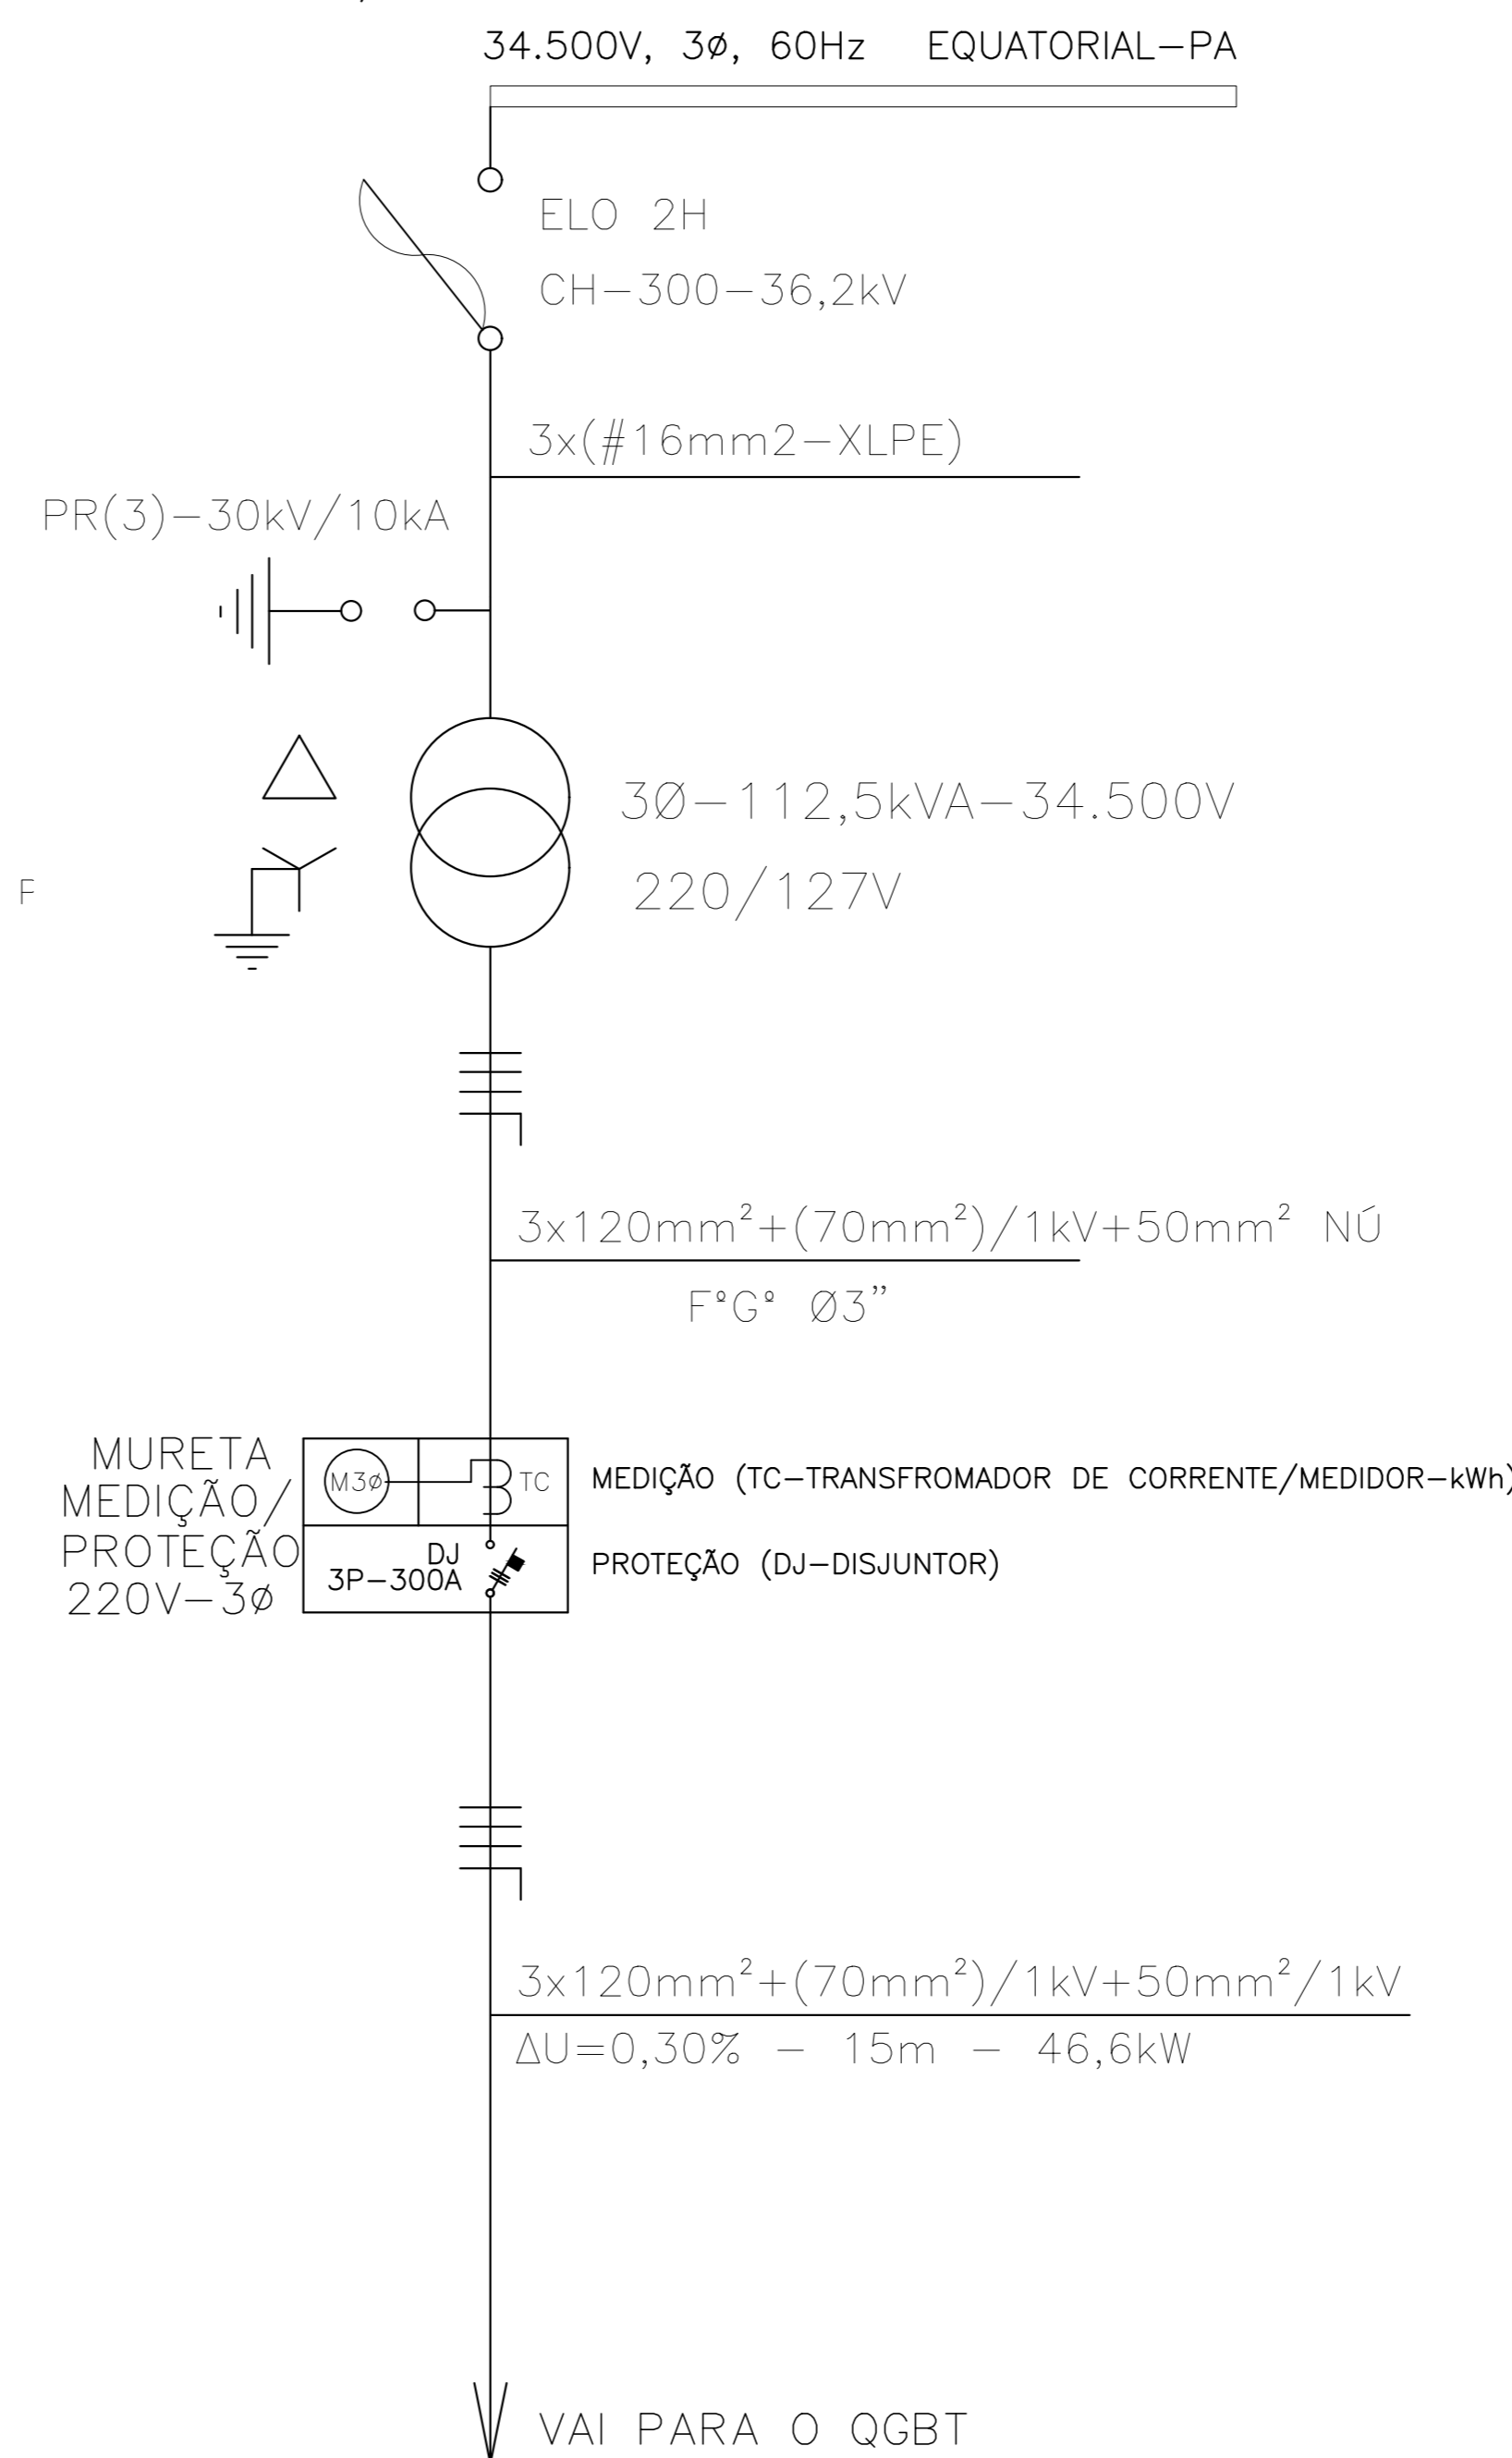 34.500V, 3ø, 60Hz EQUATORIAL-PA
ELO 2H
CH-300-36,2kV
3x(#16mm2-XLPE)
PR(3)-30kV/10kA
3Ø-112,5kVA-34.500V
220/127V
F
3x120mm²+(70mm²)/1kV+50mm² NÚ
FºGº Ø3”
MURETA
MEDIÇÃO/
PROTEÇÃO
220V-3ø
M3ø
TC
MEDIÇÃO (TC-TRANSFROMADOR DE CORRENTE/MEDIDOR-kWh)
DJ
3P-300A
PROTEÇÃO (DJ-DISJUNTOR)
3x120mm²+(70mm²)/1kV+50mm²/1kV
ΔU=0,30% - 15m - 46,6kW
VAI PARA O QGBT